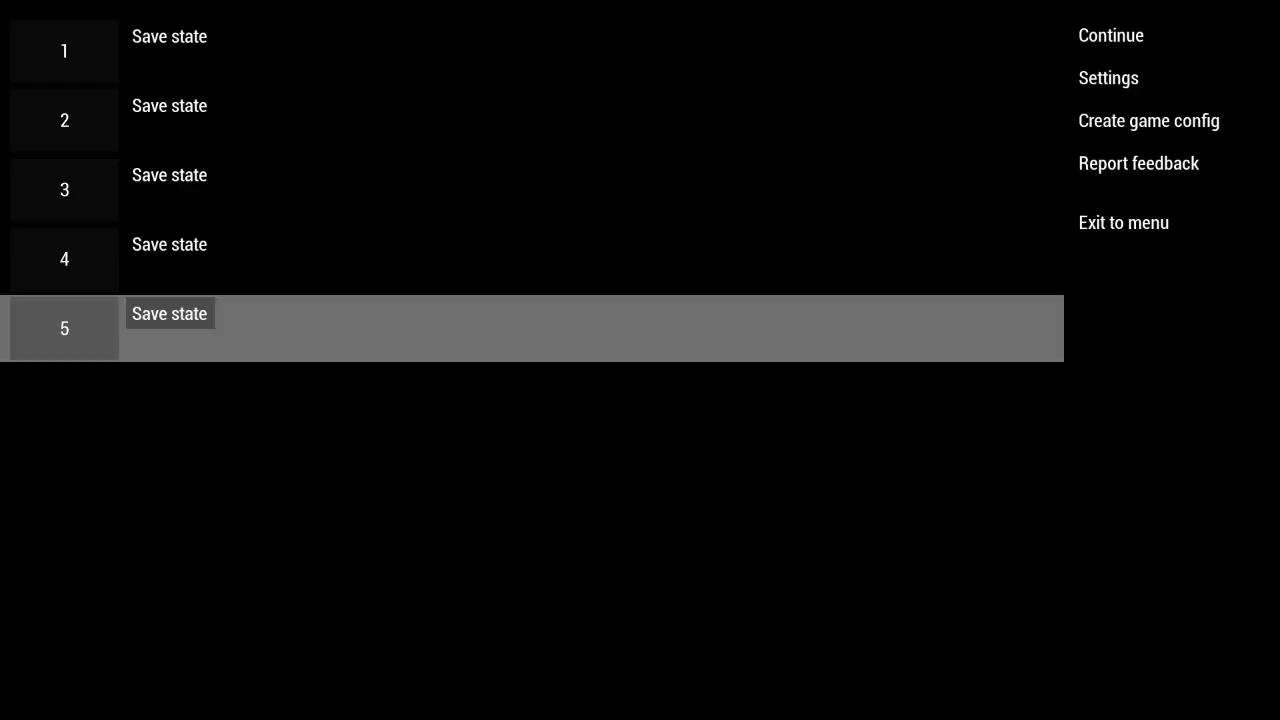 1
Save state
2
Save state
3
Save state
4
Save state
5
Save state
Continue
Settings
Create game config
Report feedback
Exit to menu